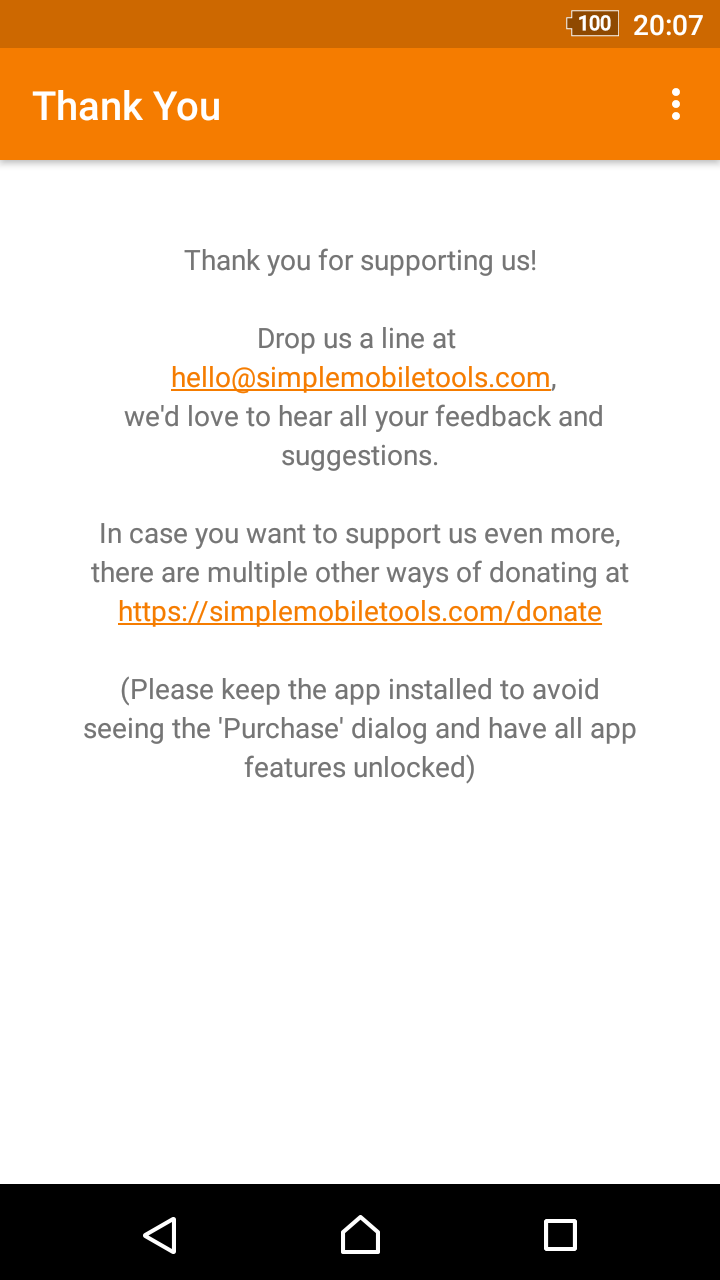 100 20:07
Thank You
Thank you for supporting us!
Drop us a line at
hello@simplemobiletools.com,
we'd love to hear all your feedback and
suggestions.
In case you want to support us even more,
there are multiple other ways of donating at
https://simplemobiletools.com/donate
(Please keep the app installed to avoid
seeing the 'Purchase' dialog and have all app
features unlocked)